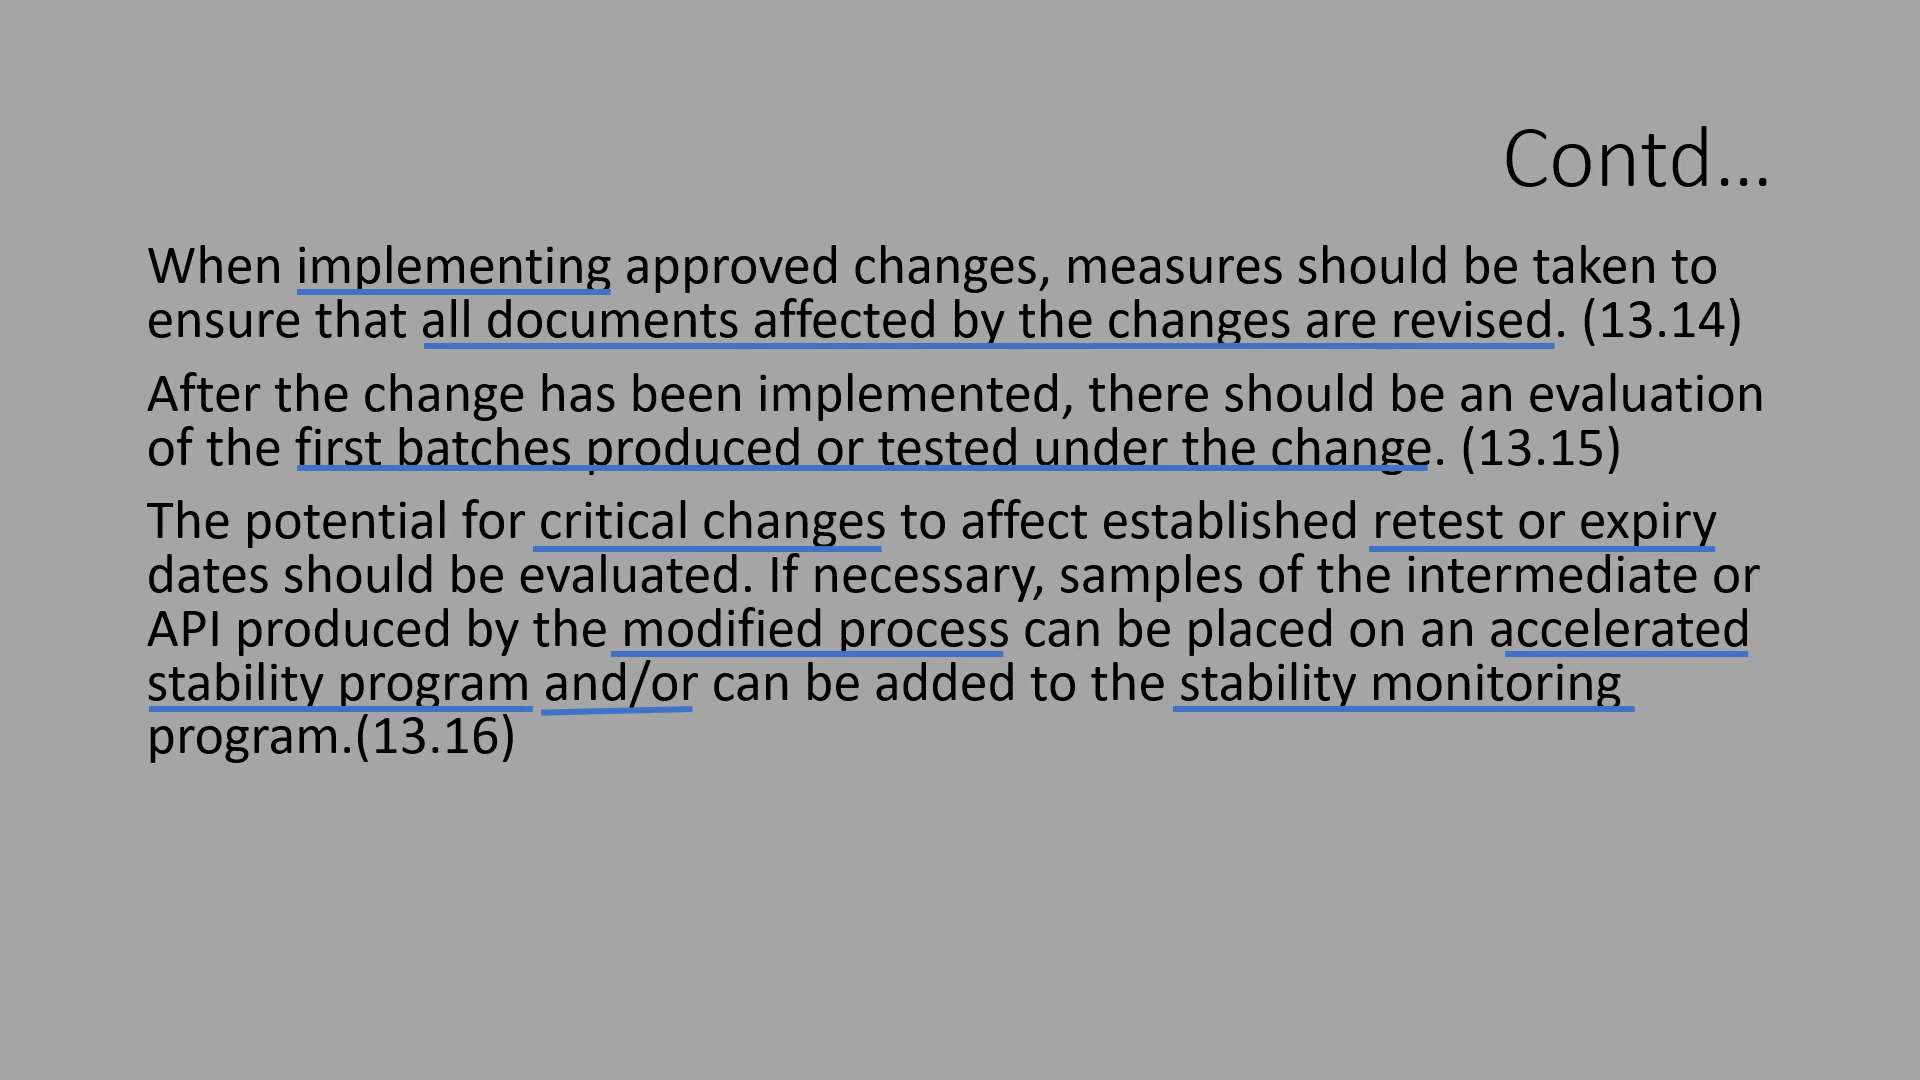 Contd...
When implementing approved changes, measures should be taken to
ensure that all documents affected by the changes are revised. (13.14)
After the change has been implemented, there should be an evaluation
of the first batches produced or tested under the change. (13.15)
The potential for critical changes to affect established retest or expiry
dates should be evaluated. If necessary, samples of the intermediate or
API produced by the modified process can be placed on an accelerated
stability program and/or can be added to the stability monitoring
program.(13.16)